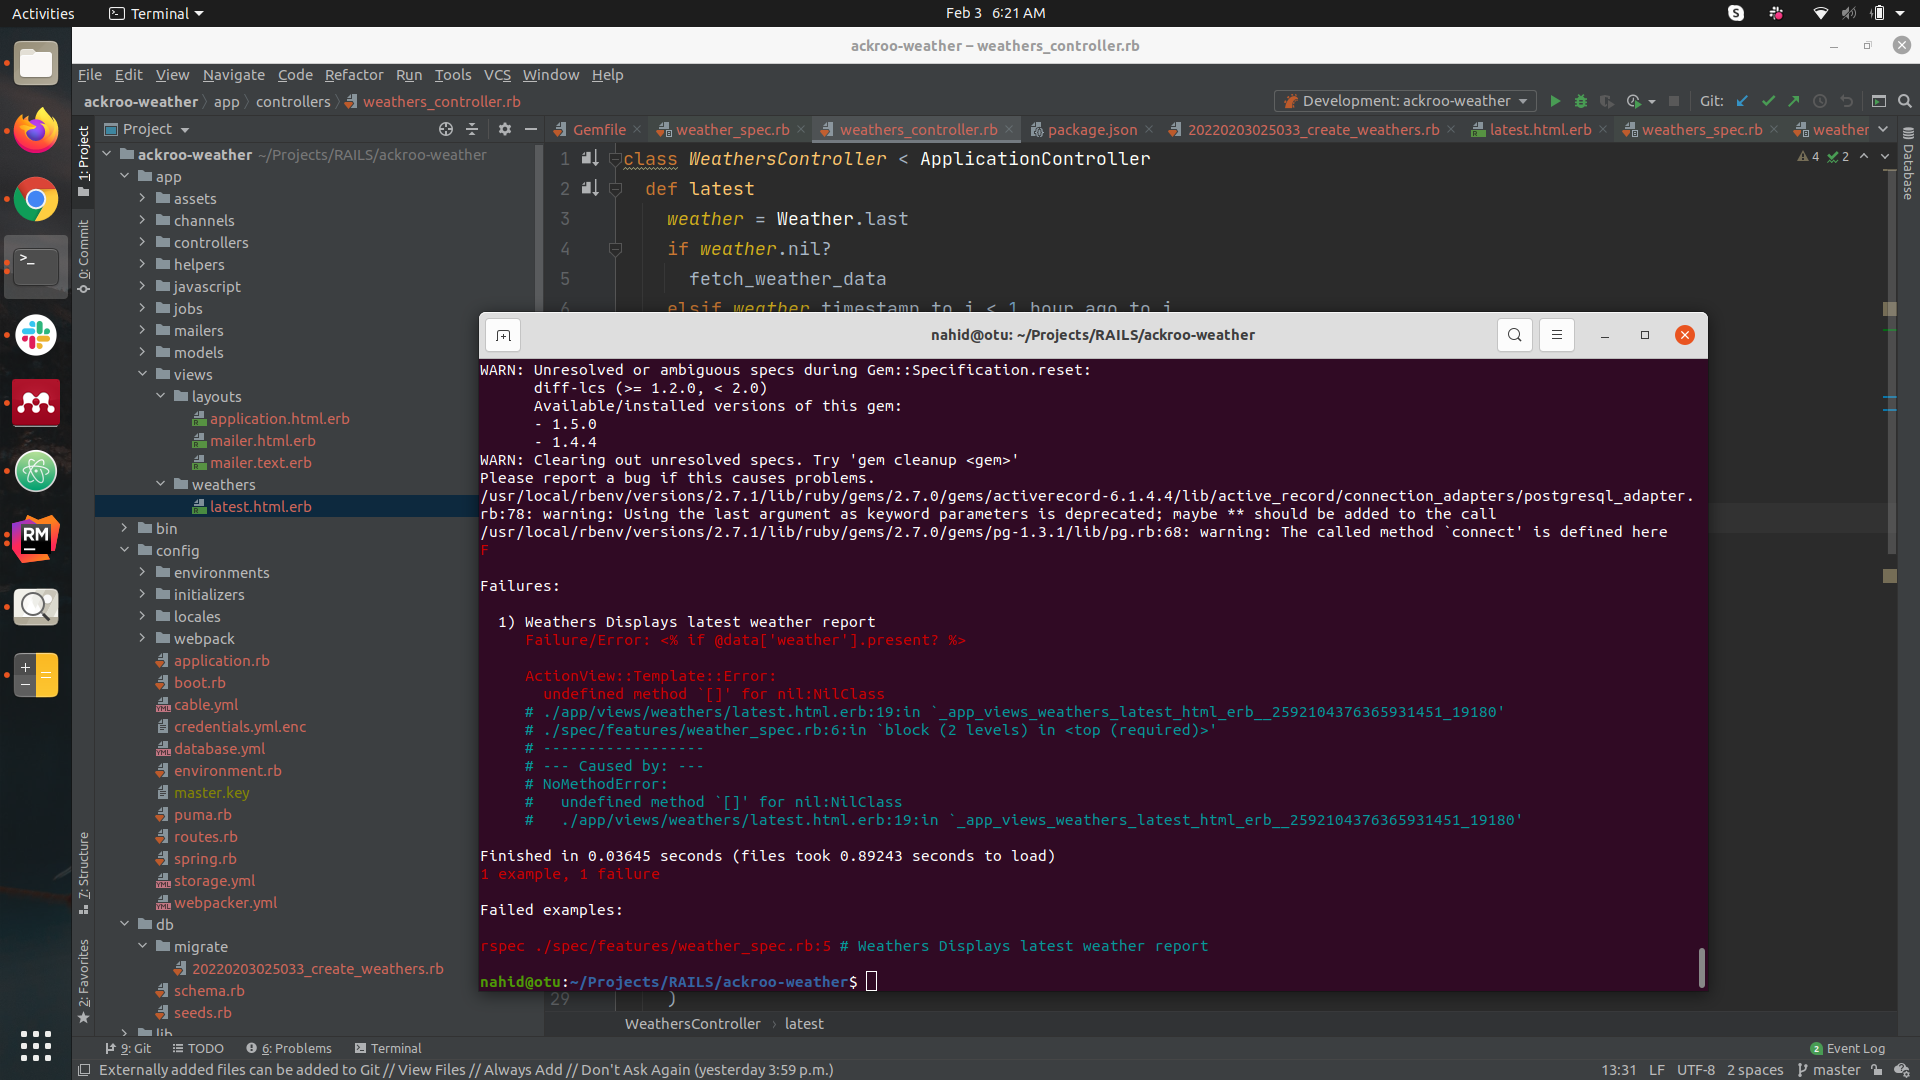 Activities
Terminal
Feb 3 6:21 AM
ackroo-weather – weathers_controller.rb
File Edit View Navigate Code Refactor Run Tools VCS Window Help
ackroo-weather app controllers weathers_controller.rb
Development: ackroo-weather
Git:
Project
Gemfile weather_spec.rb weathers_controller.rb package.json 20220203025033_create_weathers.rb latest.html.erb weathers_spec.rb weather
1: Project
0: Commit
7: Structure
2: Favorites
Database
ackroo-weather ~/Projects/RAILS/ackroo-weather
app
assets
channels
controllers
helpers
javascript
jobs
mailers
models
views
layouts
application.html.erb
mailer.html.erb
mailer.text.erb
weathers
latest.html.erb
bin
config
environments
initializers
locales
webpack
application.rb
boot.rb
cable.yml
credentials.yml.enc
database.yml
environment.rb
master.key
puma.rb
routes.rb
spring.rb
storage.yml
webpacker.yml
db
migrate
20220203025033_create_weathers.rb
schema.rb
seeds.rb
lib
4 2
1 class WeathersController < ApplicationController
2 def latest
3 weather = Weather.last
4 if weather.nil?
5 fetch_weather_data
6 elsif weather.timestamp.to_i < 1.hour.ago.to_i
nahid@otu: ~/Projects/RAILS/ackroo-weather
WARN: Unresolved or ambiguous specs during Gem::Specification.reset:
diff-lcs (>= 1.2.0, < 2.0)
Available/installed versions of this gem:
- 1.5.0
- 1.4.4
WARN: Clearing out unresolved specs. Try 'gem cleanup <gem>'
Please report a bug if this causes problems.
/usr/local/rbenv/versions/2.7.1/lib/ruby/gems/2.7.0/gems/activerecord-6.1.4.4/lib/active_record/connection_adapters/postgresql_adapter.
rb:78: warning: Using the last argument as keyword parameters is deprecated; maybe ** should be added to the call
/usr/local/rbenv/versions/2.7.1/lib/ruby/gems/2.7.0/gems/pg-1.3.1/lib/pg.rb:68: warning: The called method `connect' is defined here
F
Failures:
1) Weathers Displays latest weather report
Failure/Error: <% if @data['weather'].present? %>
ActionView::Template::Error:
undefined method `[]' for nil:NilClass
# ./app/views/weathers/latest.html.erb:19:in `_app_views_weathers_latest_html_erb__2592104376365931451_19180'
# ./spec/features/weather_spec.rb:6:in `block (2 levels) in <top (required)>'
# ------------------
# --- Caused by: ---
# NoMethodError:
# undefined method `[]' for nil:NilClass
# ./app/views/weathers/latest.html.erb:19:in `_app_views_weathers_latest_html_erb__2592104376365931451_19180'
Finished in 0.03645 seconds (files took 0.89243 seconds to load)
1 example, 1 failure
Failed examples:
rspec ./spec/features/weather_spec.rb:5 # Weathers Displays latest weather report
nahid@otu:~/Projects/RAILS/ackroo-weather$
29 )
WeathersController latest
9: Git TODO 6: Problems Terminal
2 Event Log
Externally added files can be added to Git // View Files // Always Add // Don't Ask Again (yesterday 3:59 p.m.)
13:31 LF UTF-8 2 spaces master